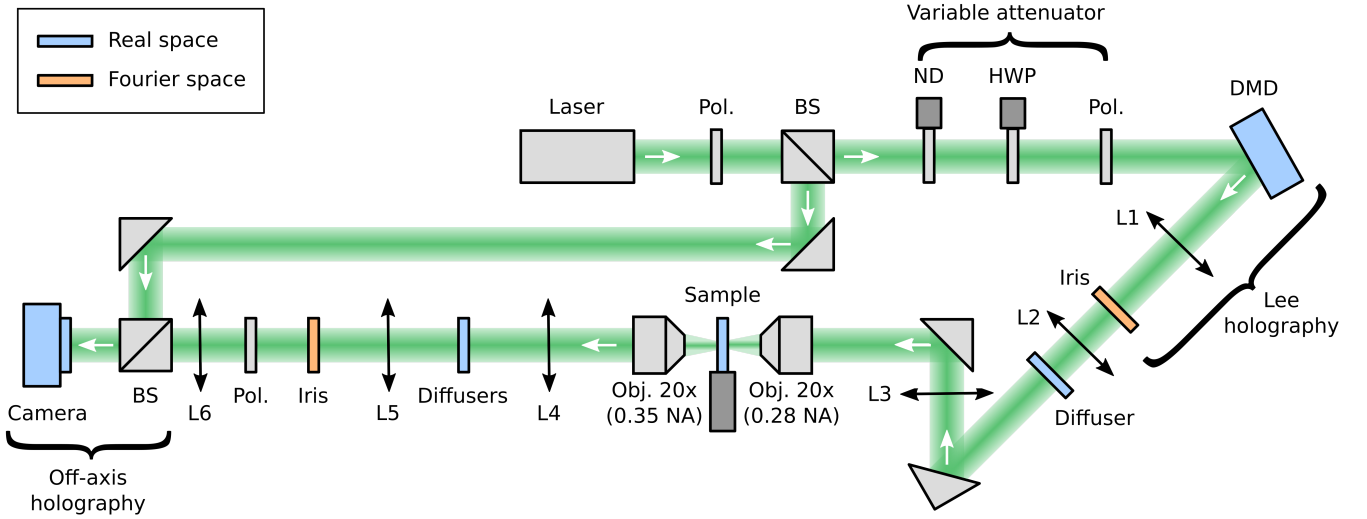 Real space
Fourier space
Variable attenuator
Laser
Pol.
BS
ND
HWP
Pol.
DMD
L1
Iris
L2
Lee
holography
Sample
Camera
BS
L6
Pol.
Iris
L5
Diffusers
L4
Obj. 20x
(0.35 NA)
Obj. 20x
(0.28 NA)
L3
Diffuser
Off-axis
holography